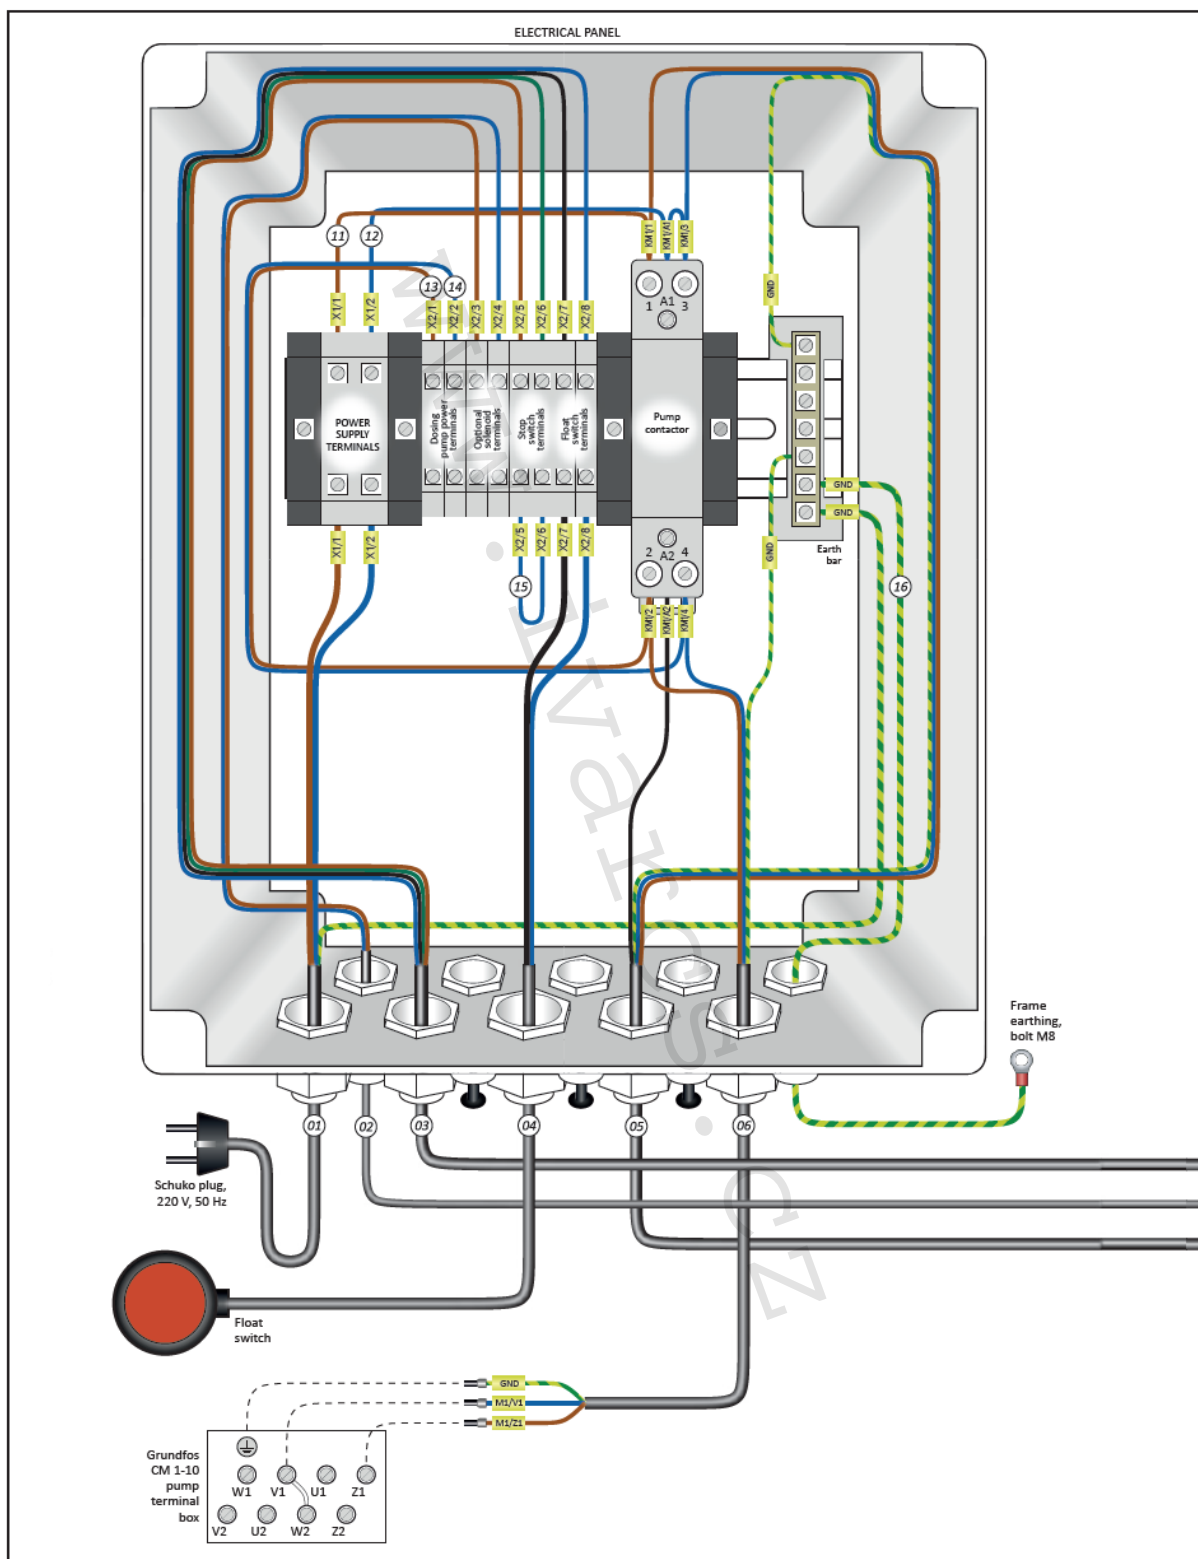 ELECTRICAL PANEL
KM1/1
KM1/A1
KM1/3
11
12
13
14
X1/1
X1/2
X2/1
X2/2
X2/3
X2/4
X2/5
X2/6
X2/7
X2/8
GND
1
A1
3
POWER
SUPPLY
TERMINALS
Dosing
pump power
terminals
Optional
solenoid
terminals
Stop
switch
terminals
Float
switch
terminals
Pump
contactor
GND
GND
GND
Earth
bar
X1/1
X1/2
X2/5
X2/6
X2/7
X2/8
2
A2
4
15
16
KM1/2
KM1/A2
KM1/4
www.ivarcs.cz
Frame
earthing,
bolt M8
01
02
03
04
05
06
Schuko plug,
220 V, 50 Hz
Float
switch
GND
M1/V1
M1/Z1
Grundfos
CM 1-10
pump
terminal
box
W1
V1
U1
Z1
V2
U2
W2
Z2